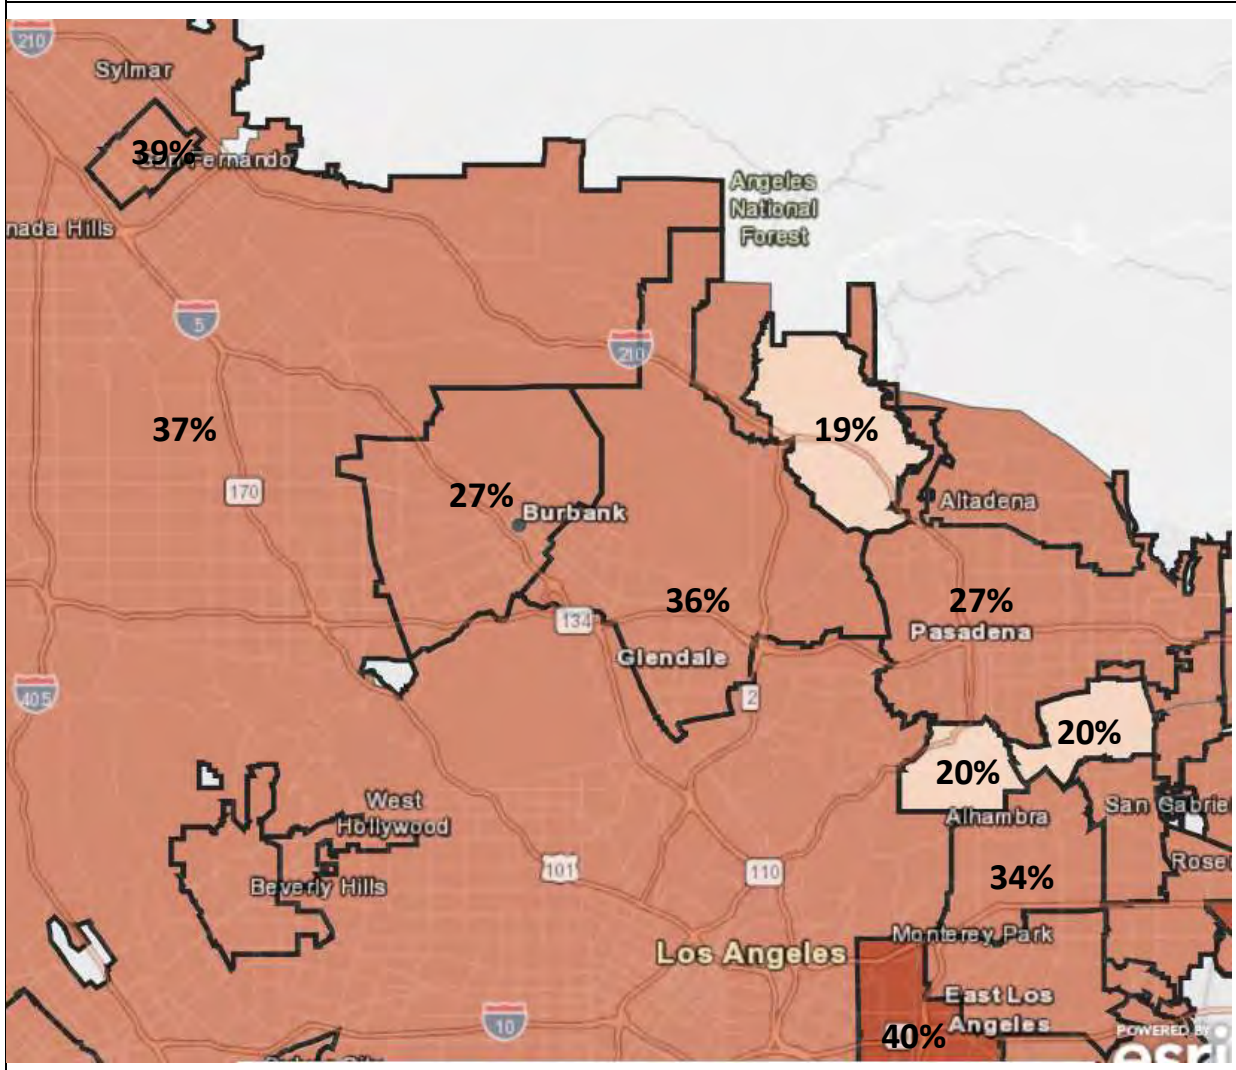 210
Sylmar
39%
Fernando
Angeles
National
Forest
nada Hills
5
210
37%
19%
170
27%
Burbank
Altadena
36%
27%
134
Pasadena
Glendale
405
2
20%
20%
West
Hollywood
Alhambra
San Gabrie
Beverly Hills
101
110
34%
Rose
Monterey Park
Los Angeles
East Los
Angeles
10
40%
POWERED BY
esri